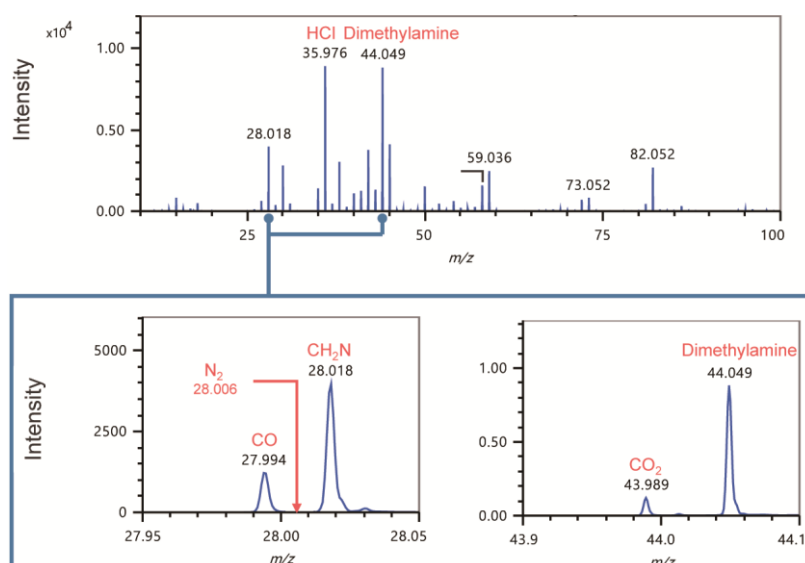 ×10⁴
HCl Dimethylamine
1.00
35.976 44.049
Intensity
28.018
0.50
59.036
82.052
73.052
0.00
25 50 75 100
m/z
5000
CH₂N
28.018
N₂
28.006
2500
CO
27.994
0
Intensity
27.95 28.00 28.05
m/z
Dimethylamine
44.049
1.00
0.50
CO₂
43.989
0.00
43.9 44.0 44.1
m/z